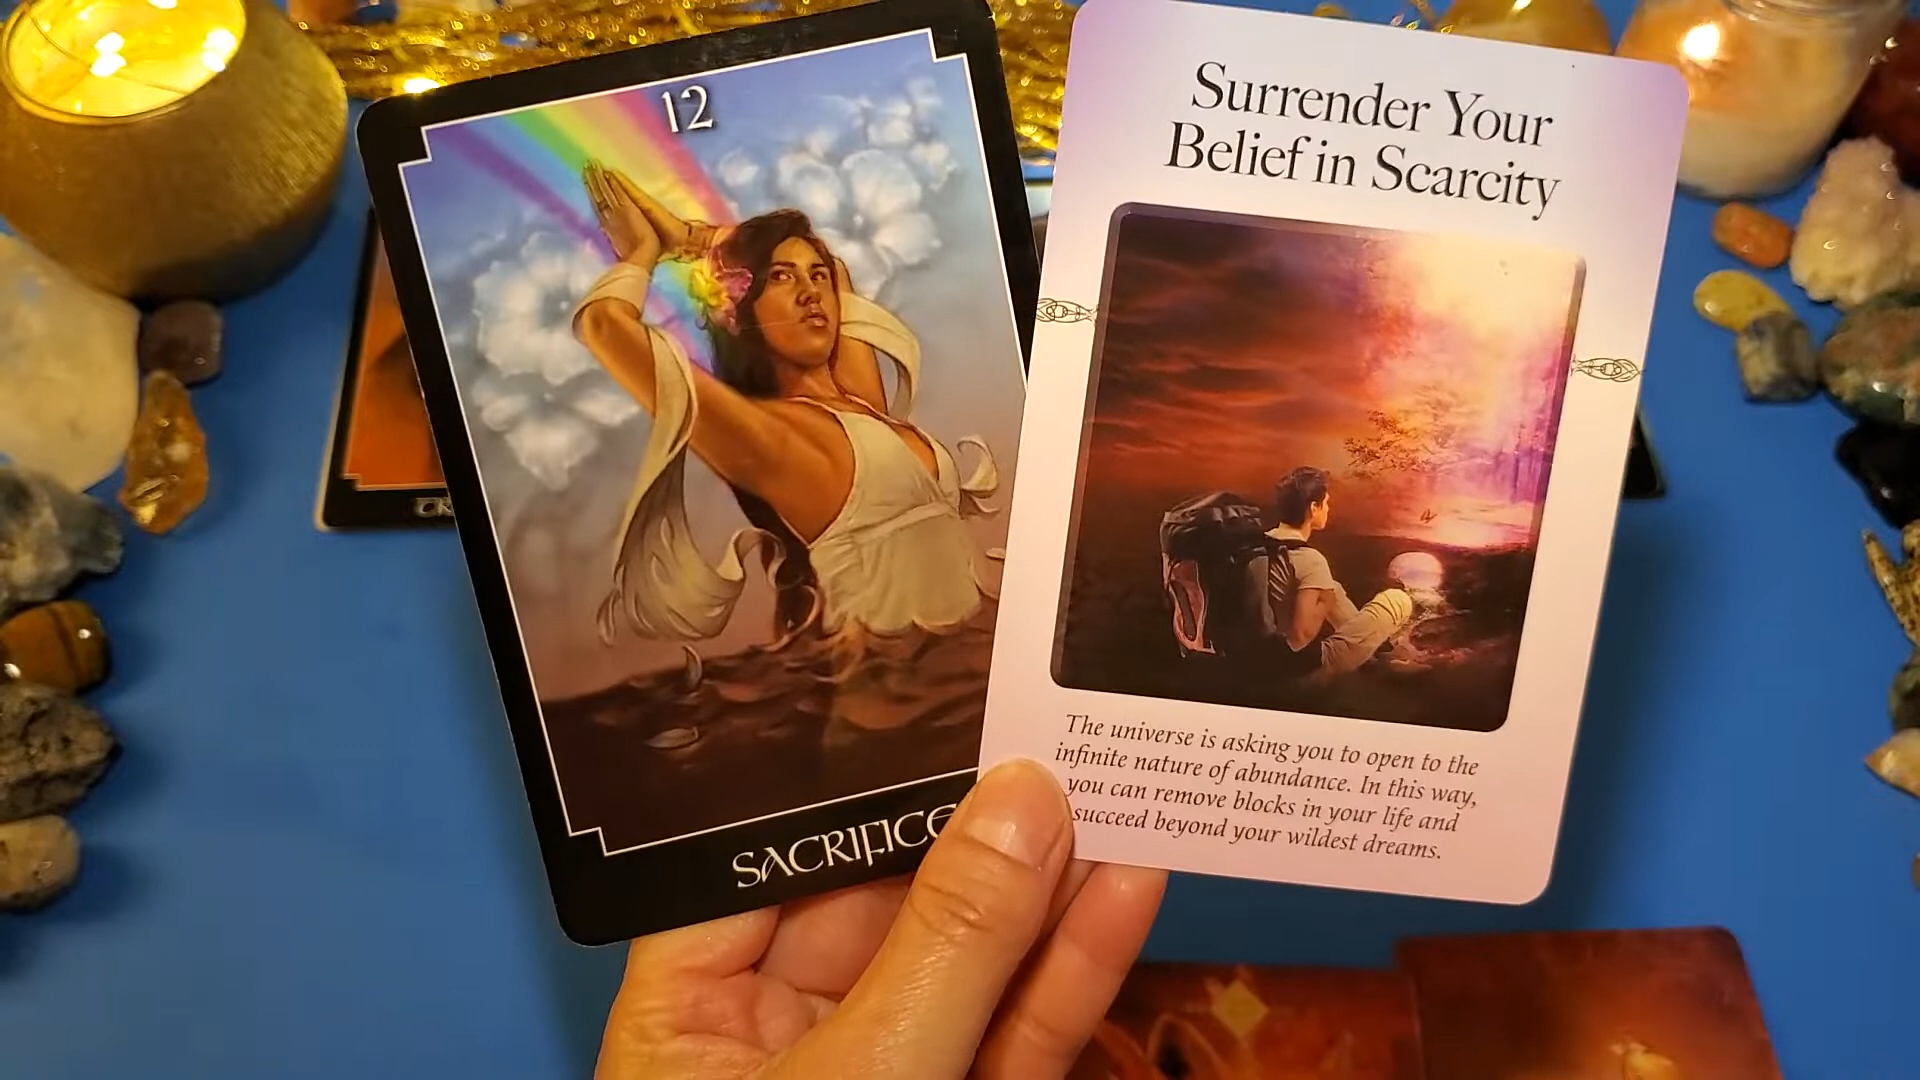 12
SACRIFICE
Surrender Your
Belief in Scarcity
The universe is asking you to open to the
infinite nature of abundance. In this way,
you can remove blocks in your life and
succeed beyond your wildest dreams.